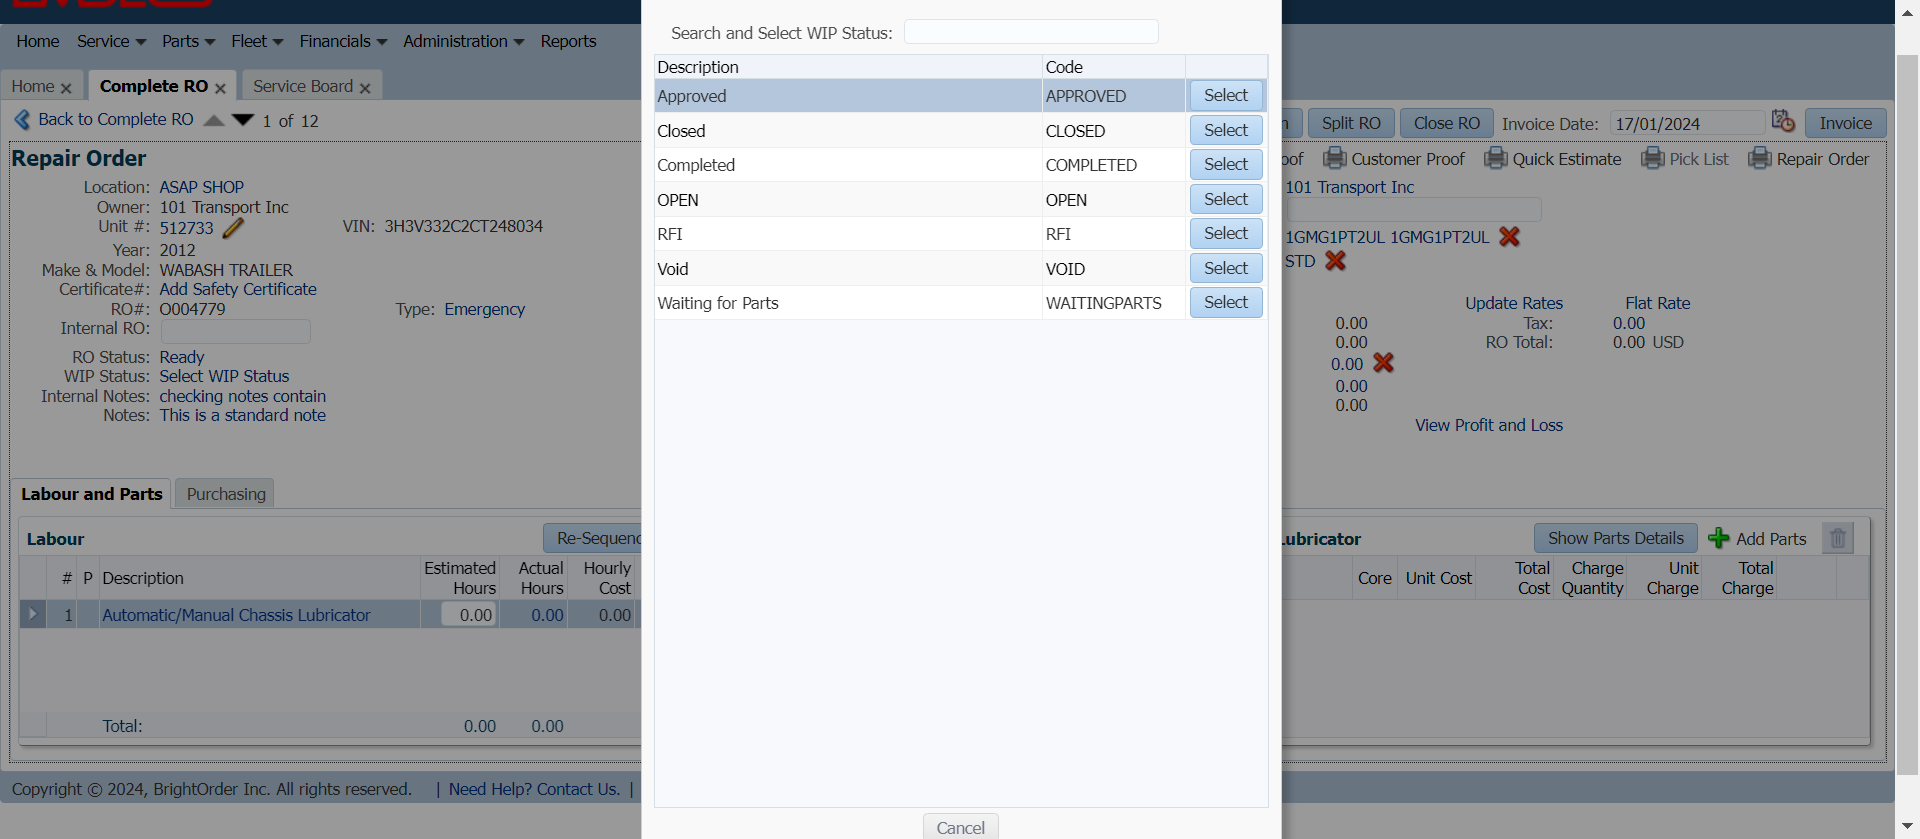 Home Service Parts Fleet Financials Administration Reports
Home Complete RO Service Board
Back to Complete RO 1 of 12
Split RO Close RO Invoice Date: 17/01/2024 Invoice
Repair Order
Customer Proof Quick Estimate Pick List Repair Order
Location: ASAP SHOP
Owner: 101 Transport Inc
Unit #: 512733 VIN: 3H3V332C2CT248034
Year: 2012
Make & Model: WABASH TRAILER
Certificate#: Add Safety Certificate
RO#: O004779 Type: Emergency
Internal RO:
RO Status: Ready
WIP Status: Select WIP Status
Internal Notes: checking notes contain
Notes: This is a standard note
Search and Select WIP Status:
Description Code
Approved APPROVED Select
Closed CLOSED Select
Completed COMPLETED Select
OPEN OPEN Select
RFI RFI Select
Void VOID Select
Waiting for Parts WAITINGPARTS Select
Cancel
101 Transport Inc
1GMG1PT2UL 1GMG1PT2UL
STD
Update Rates Flat Rate
0.00 Tax: 0.00
0.00 RO Total: 0.00 USD
0.00
0.00
0.00
View Profit and Loss
Labour and Parts Purchasing
Labour Re-Sequenc
# P Description Estimated Hours Actual Hours Hourly Cost
1 Automatic/Manual Chassis Lubricator 0.00 0.00 0.00
Total: 0.00 0.00
Lubricator Show Parts Details Add Parts
Core Unit Cost Total Cost Charge Quantity Unit Charge Total Charge
Copyright © 2024, BrightOrder Inc. All rights reserved. | Need Help? Contact Us. |